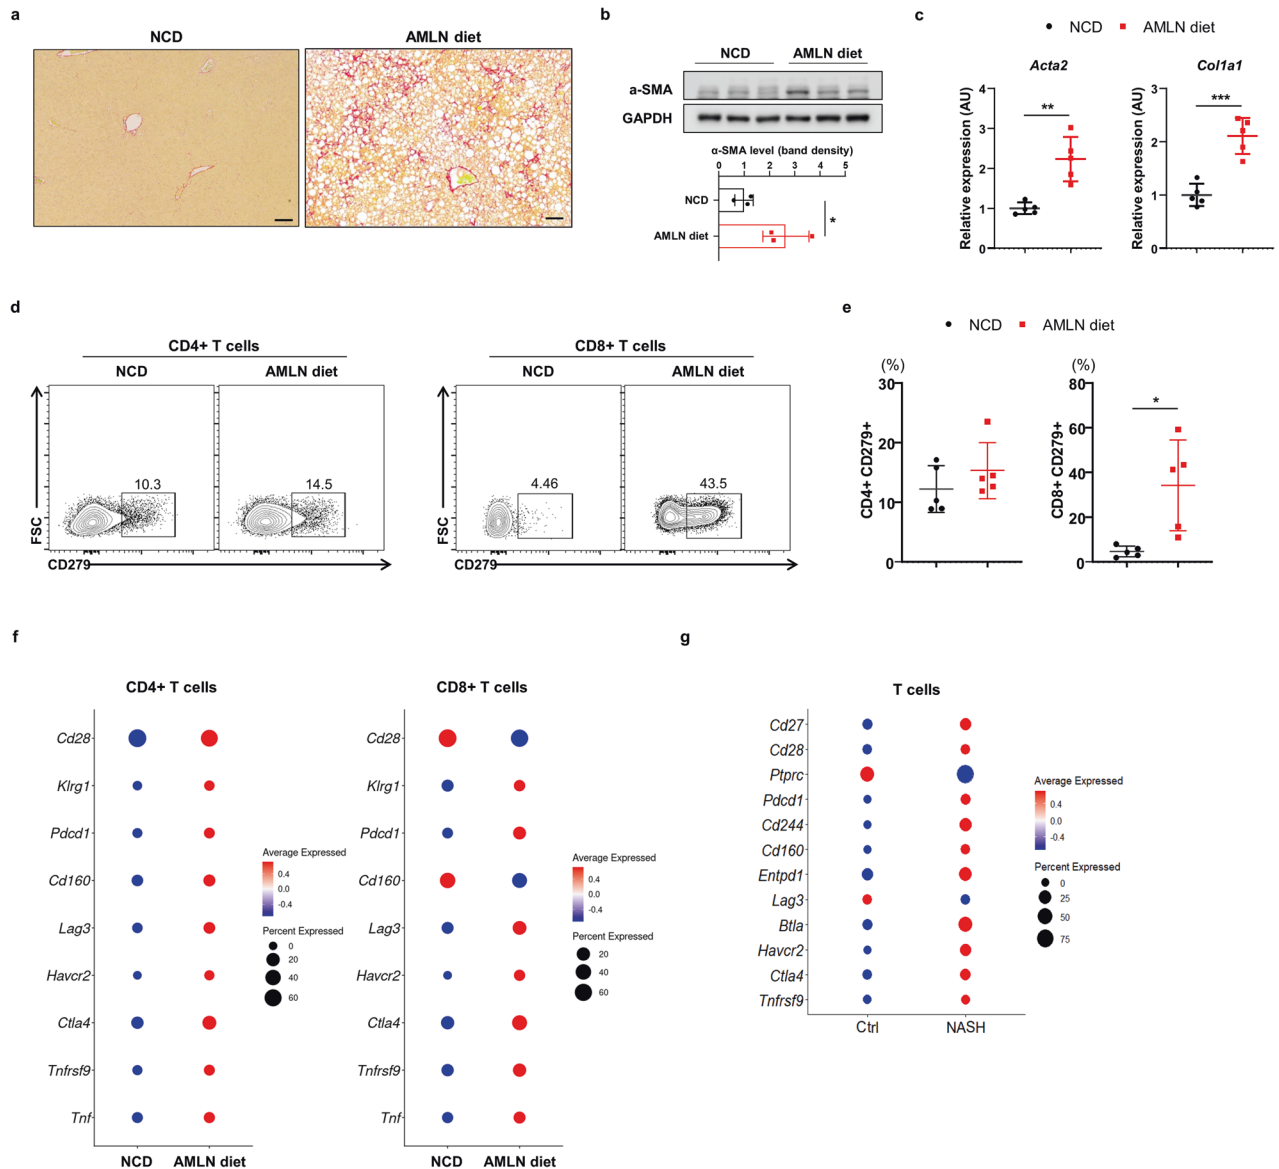 a
NCD
AMLN diet
b
NCD
AMLN diet
a-SMA
GAPDH
α-SMA level (band density)
0 1 2 3 4 5
NCD
AMLN diet
*
c
NCD
AMLN diet
Acta2
Relative expression (AU)
4
3
2
1
0
**
Col1a1
Relative expression (AU)
3
2
1
0
***
d
CD4+ T cells
NCD
AMLN diet
10.3
14.5
FSC
CD279
CD8+ T cells
NCD
AMLN diet
4.46
43.5
FSC
CD279
e
NCD
AMLN diet
(%)
CD4+ CD279+
30
20
10
0
(%)
CD8+ CD279+
80
60
40
20
0
*
f
CD4+ T cells
Cd28
Klrg1
Pdcd1
Cd160
Lag3
Havcr2
Ctla4
Tnfrsf9
Tnf
NCD
AMLN diet
Average Expressed
0.4
0.0
-0.4
Percent Expressed
0
20
40
60
CD8+ T cells
Cd28
Klrg1
Pdcd1
Cd160
Lag3
Havcr2
Ctla4
Tnfrsf9
Tnf
NCD
AMLN diet
Average Expressed
0.4
0.0
-0.4
Percent Expressed
20
40
60
g
T cells
Cd27
Cd28
Ptprc
Pdcd1
Cd244
Cd160
Entpd1
Lag3
Btla
Havcr2
Ctla4
Tnfrsf9
Ctrl
NASH
Average Expressed
0.4
0.0
-0.4
Percent Expressed
0
25
50
75